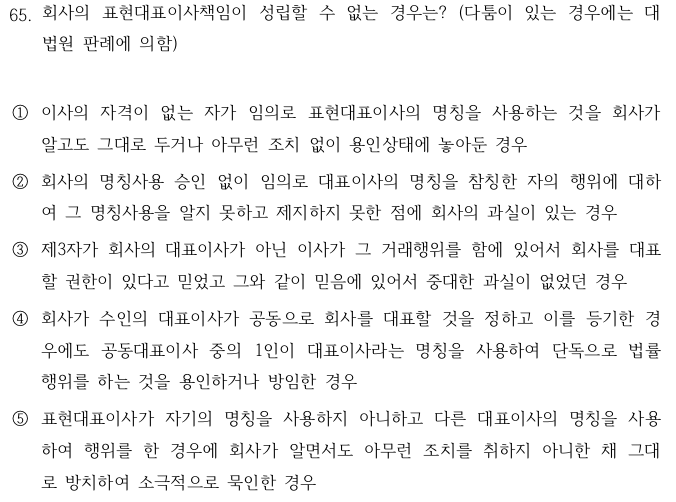 65. 회사의 표현대표이사책임이 성립할 수 없는 경우는? (다툼이 있는 경우에는 대
법원 판례에 의함)
① 이사의 자격이 없는 자가 임의로 표현대표이사의 명칭을 사용하는 것을 회사가
알고도 그대로 두거나 아무런 조치 없이 용인상태에 놓아둔 경우
② 회사의 명칭사용 승인 없이 임의로 대표이사의 명칭을 참칭한 자의 행위에 대하
여 그 명칭사용을 알지 못하고 제지하지 못한 점에 회사의 과실이 있는 경우
③ 제3자가 회사의 대표이사가 아닌 이사가 그 거래행위를 함에 있어서 회사를 대표
할 권한이 있다고 믿었고 그와 같이 믿음에 있어서 중대한 과실이 없었던 경우
④ 회사가 수인의 대표이사가 공동으로 회사를 대표할 것을 정하고 이를 등기한 경
우에도 공동대표이사 중의 1인이 대표이사라는 명칭을 사용하여 단독으로 법률
행위를 하는 것을 용인하거나 방임한 경우
⑤ 표현대표이사가 자기의 명칭을 사용하지 아니하고 다른 대표이사의 명칭을 사용
하여 행위를 한 경우에 회사가 알면서도 아무런 조치를 취하지 아니한 채 그대
로 방치하여 소극적으로 묵인한 경우